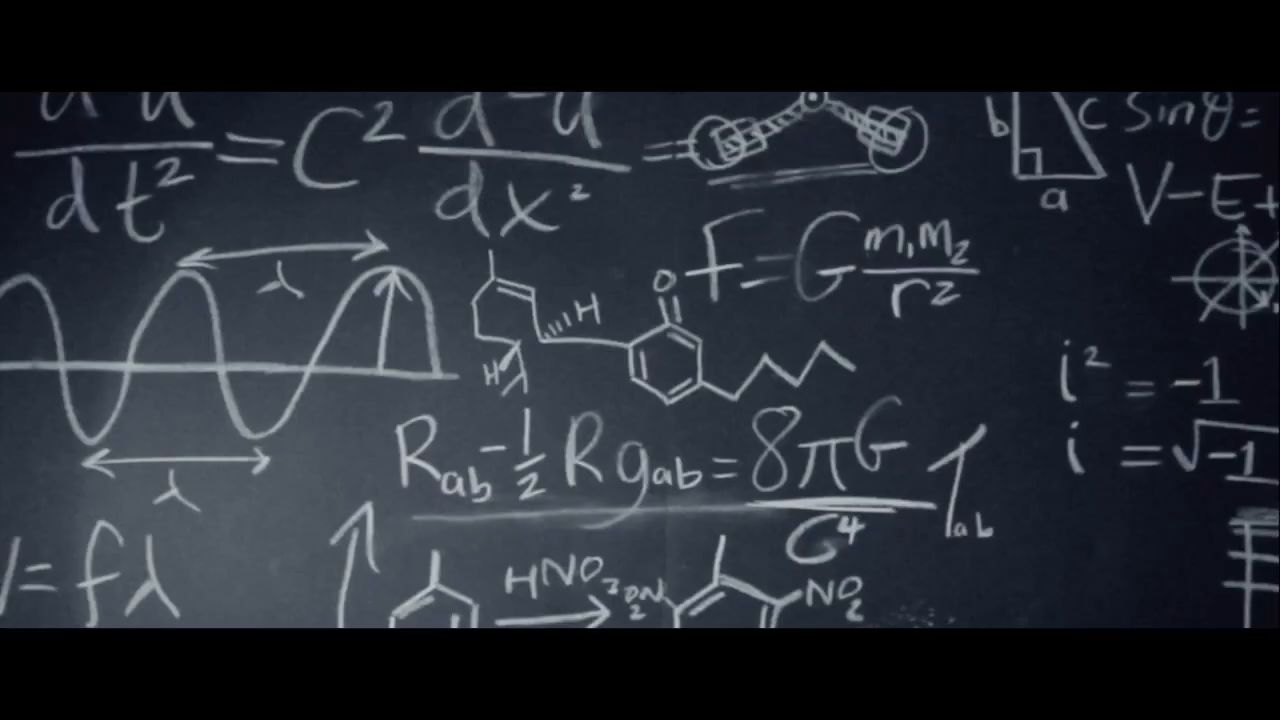 d²u/dt² = C² d²u/dx² =
b c a
Sinθ =
V - E +
λ
F = G m₁m₂/r²
O
H
H
i² = -1
i = √-1
R_ab - 1/2 R g_ab = 8πG/C⁴ T_ab
λ
= fλ
HNO₃
O₂N
NO₂